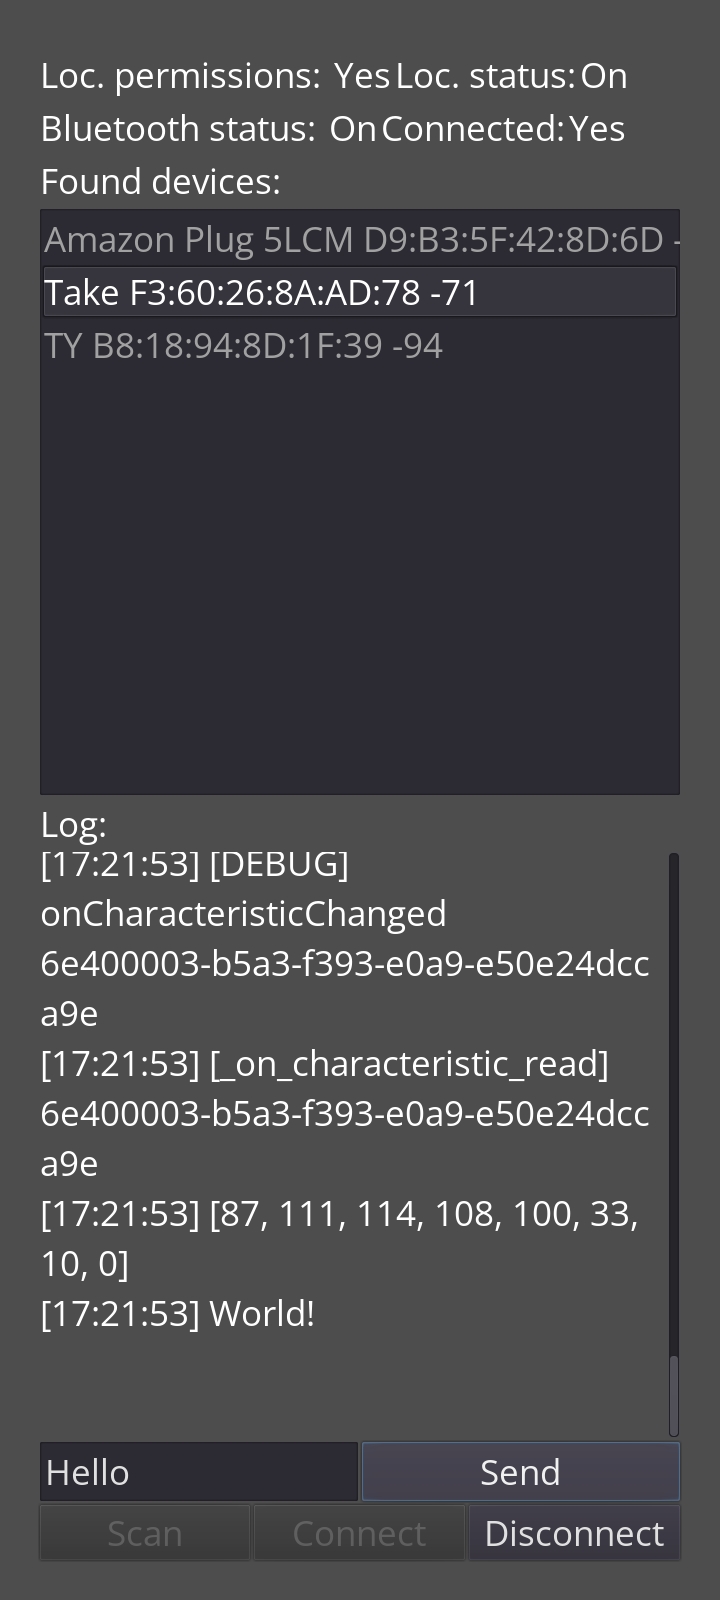 Loc. permissions: Yes Loc. status: On
Bluetooth status: On Connected: Yes
Found devices:
Amazon Plug 5LCM D9:B3:5F:42:8D:6D -
Take F3:60:26:8A:AD:78 -71
TY B8:18:94:8D:1F:39 -94
Log:
[17:21:53] [DEBUG]
onCharacteristicChanged
6e400003-b5a3-f393-e0a9-e50e24dcc
a9e
[17:21:53] [_on_characteristic_read]
6e400003-b5a3-f393-e0a9-e50e24dcc
a9e
[17:21:53] [87, 111, 114, 108, 100, 33,
10, 0]
[17:21:53] World!
Hello Send
Scan Connect Disconnect